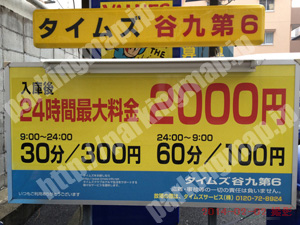 タイムズ 谷九第6
入庫後
24時間最大料金 2000円
9:00~24:00
30分/300円
24:00~9:00
60分/100円
タイムズ 谷九第6
タイムズサービス(株) 0120-72-8924